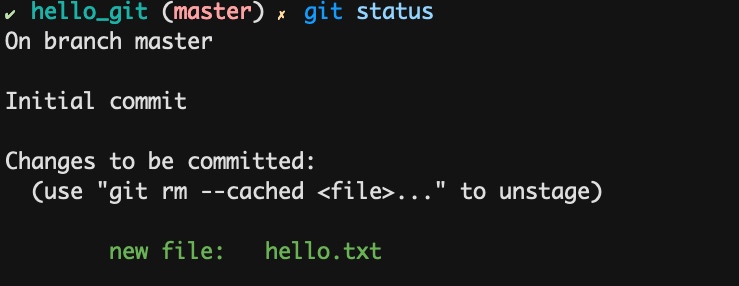 ✔ hello_git (master) ✗ git status
On branch master
Initial commit
Changes to be committed:
(use "git rm --cached <file>..." to unstage)
new file: hello.txt